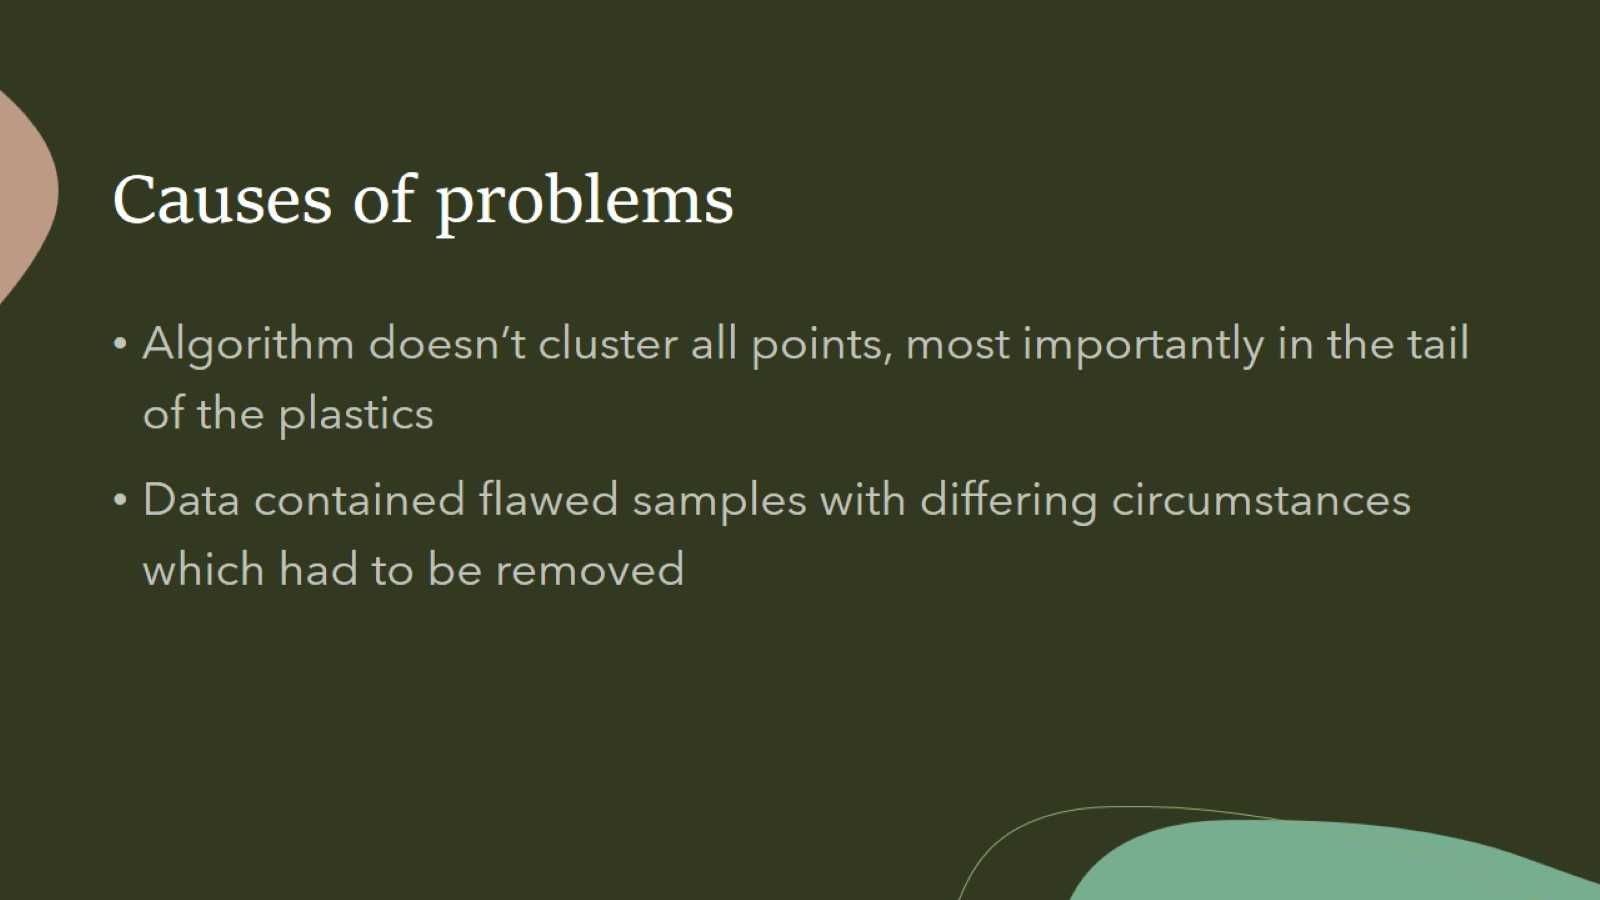 Causes of problems
• Algorithm doesn’t cluster all points, most importantly in the tail
of the plastics
• Data contained flawed samples with differing circumstances
which had to be removed